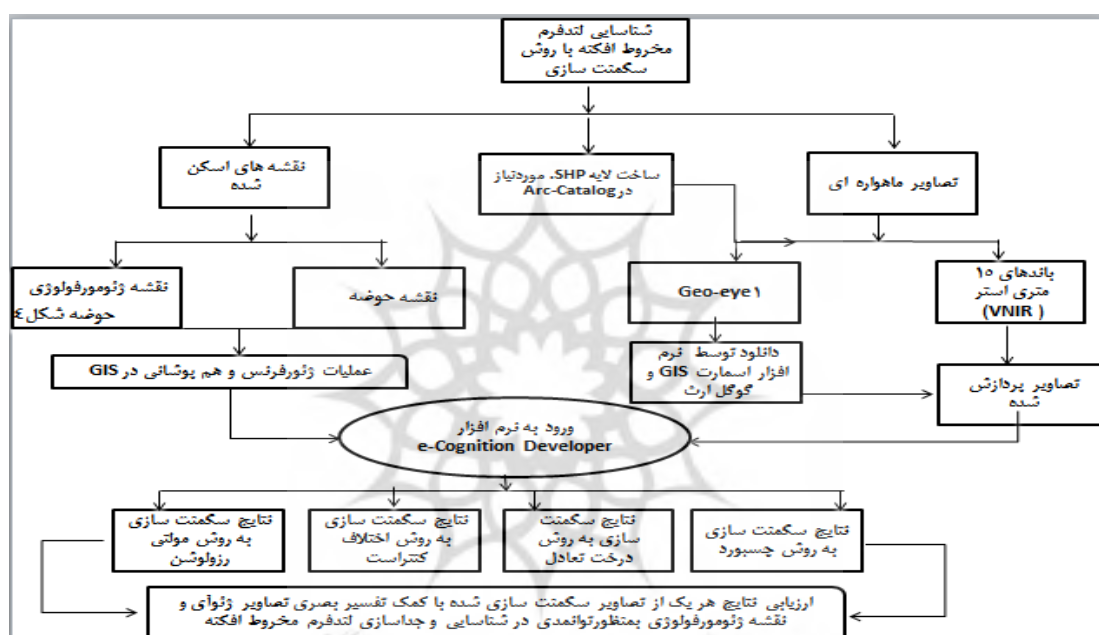 شناسایی لندفرم
مخروط افکنه با روش
سگمنت سازی
تصاویر ماهواره ای
ساخت لایه SHP. موردنیاز
در Arc-Catalog
نقشه های اسکن
شده
باندهای ۱۵
متری استر
(VNIR )
Geo-eye۱
نقشه حوضه
نقشه ژئومورفولوژی
حوضه شکل٤
دانلود توسط نرم
افزار اسمارت GIS و
گوگل ارث
تصاویر پردازش
شده
عملیات ژئورفرنس و هم پوشانی در GIS
ورود به نرم افزار
e-Cognition Developer
نتایج سگمنت سازی
به روش چسبورد
نتایج سگمنت
سازی به روش
درخت تعادل
نتایج سگمنت سازی
به روش اختلاف
کنتراست
نتایج سگمنت سازی
به روش مولتی
رزولوشن
ارزیابی نتایج هر یک از تصاویر سگمنت سازی شده با کمک تفسیر بصری تصاویر ژئوآی و
نقشه ژئومورفولوژی بمنظورتوانمدی در شناسایی و جداسازی لندفرم مخروط افکنه